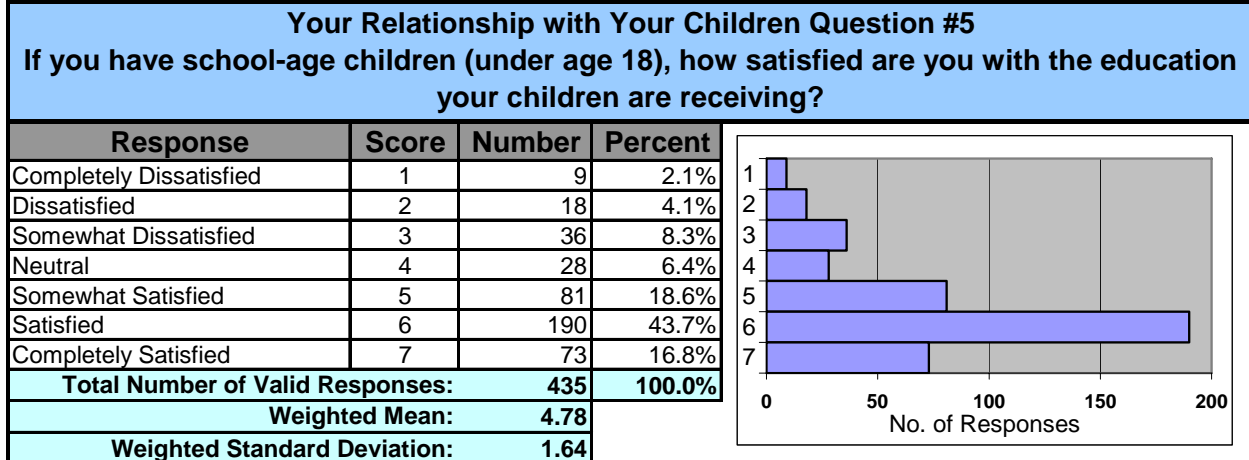 Your Relationship with Your Children Question #5
If you have school-age children (under age 18), how satisfied are you with the education
your children are receiving?
Response Score Number Percent
Completely Dissatisfied 1 9 2.1%
Dissatisfied 2 18 4.1%
Somewhat Dissatisfied 3 36 8.3%
Neutral 4 28 6.4%
Somewhat Satisfied 5 81 18.6%
Satisfied 6 190 43.7%
Completely Satisfied 7 73 16.8%
Total Number of Valid Responses: 435 100.0%
Weighted Mean: 4.78
Weighted Standard Deviation: 1.64
1
2
3
4
5
6
7
0 50 100 150 200
No. of Responses